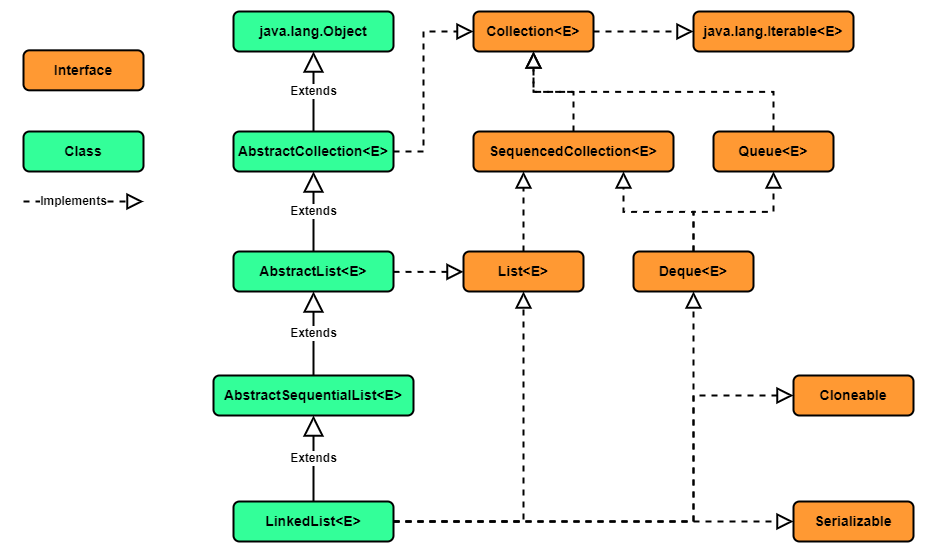 java.lang.Object
Collection<E>
java.lang.Iterable<E>
Interface
Extends
Class
AbstractCollection<E>
SequencedCollection<E>
Queue<E>
Implements
Extends
AbstractList<E>
List<E>
Deque<E>
Extends
AbstractSequentialList<E>
Cloneable
Extends
LinkedList<E>
Serializable